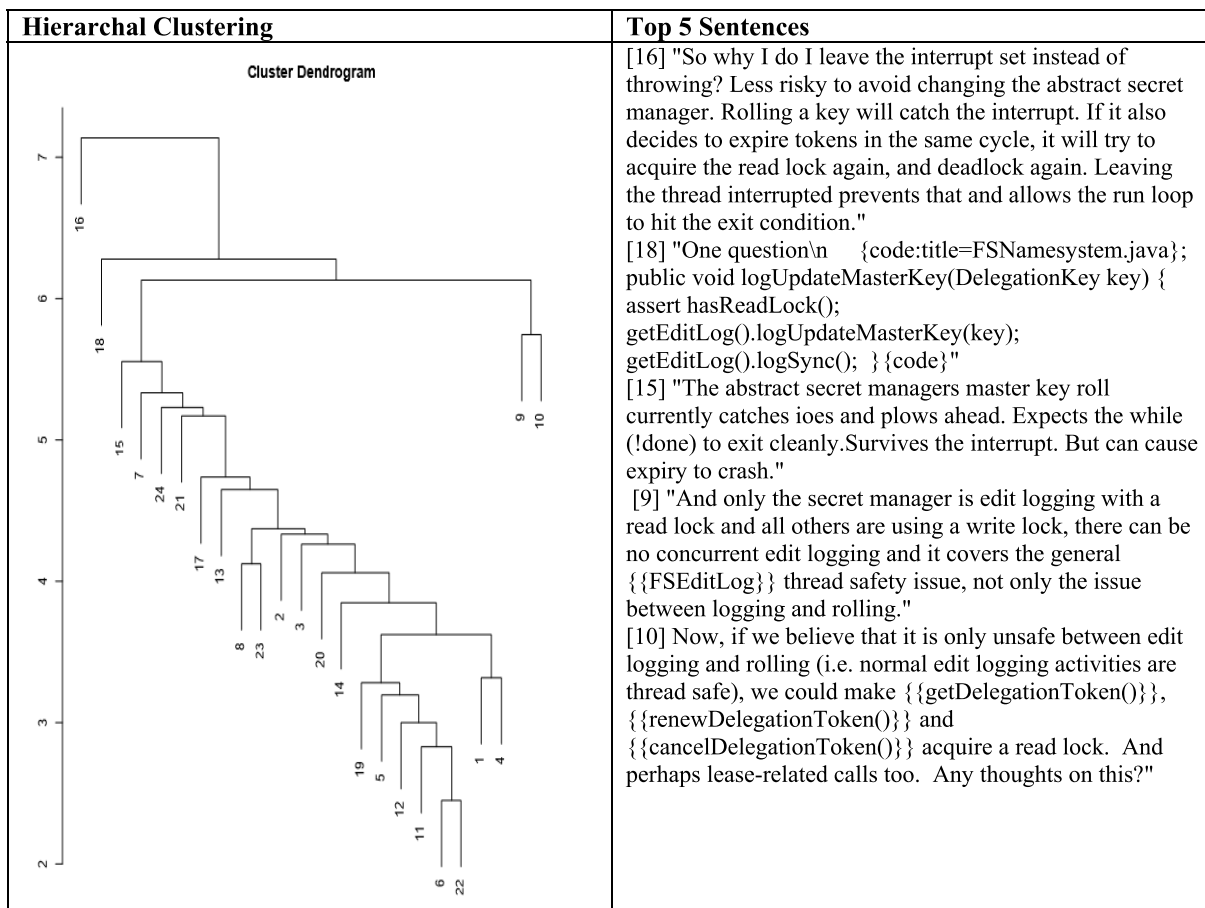 Hierarchal Clustering
Top 5 Sentences
Cluster Dendrogram
7
6
5
4
3
2
16
18
15
7
24
21
17
13
8
23
2
3
20
14
19
5
12
11
6
22
1
4
9
10
[16] "So why I do I leave the interrupt set instead of
throwing? Less risky to avoid changing the abstract secret
manager. Rolling a key will catch the interrupt. If it also
decides to expire tokens in the same cycle, it will try to
acquire the read lock again, and deadlock again. Leaving
the thread interrupted prevents that and allows the run loop
to hit the exit condition."
[18] "One question\n {code:title=FSNamesystem.java};
public void logUpdateMasterKey(DelegationKey key) {
assert hasReadLock();
getEditLog().logUpdateMasterKey(key);
getEditLog().logSync(); }{code}"
[15] "The abstract secret managers master key roll
currently catches ioes and plows ahead. Expects the while
(!done) to exit cleanly.Survives the interrupt. But can cause
expiry to crash."
[9] "And only the secret manager is edit logging with a
read lock and all others are using a write lock, there can be
no concurrent edit logging and it covers the general
{{FSEditLog}} thread safety issue, not only the issue
between logging and rolling."
[10] Now, if we believe that it is only unsafe between edit
logging and rolling (i.e. normal edit logging activities are
thread safe), we could make {{getDelegationToken()}},
{{renewDelegationToken()}} and
{{cancelDelegationToken()}} acquire a read lock. And
perhaps lease-related calls too. Any thoughts on this?"